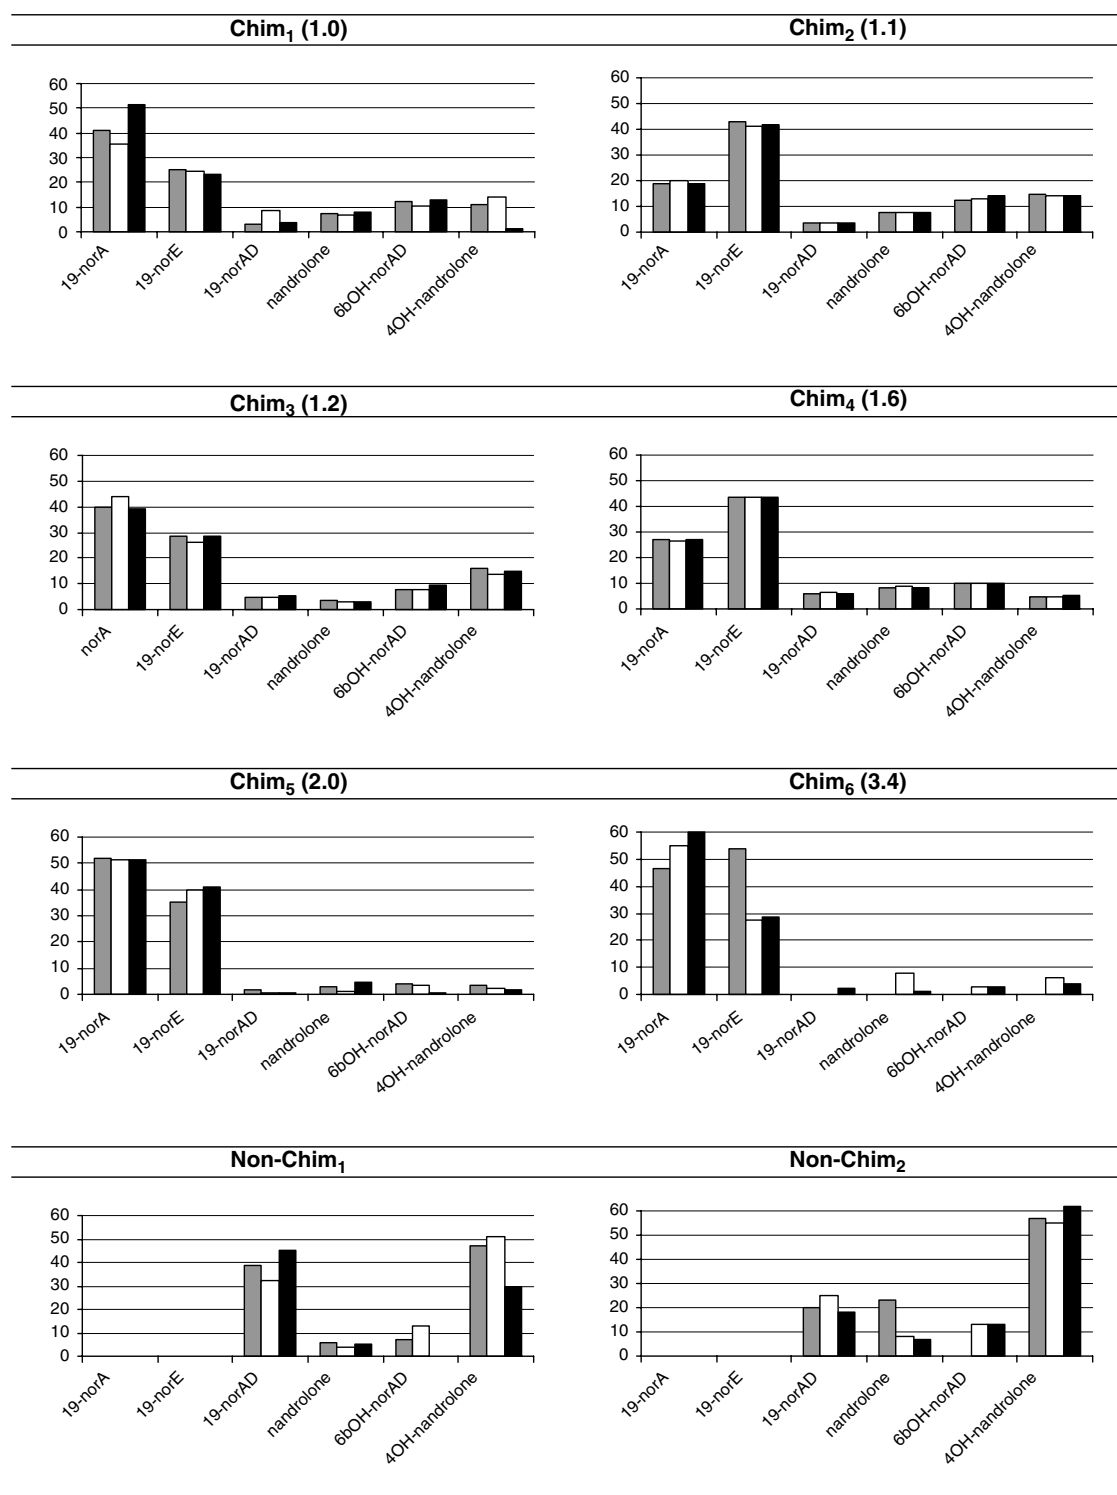 Chim1 (1.0)
Chim2 (1.1)
60
50
40
30
20
10
0
19-norA
19-norE
19-norAD
nandrolone
6bOH-norAD
4OH-nandrolone
60
50
40
30
20
10
0
19-norA
19-norE
19-norAD
nandrolone
6bOH-norAD
4OH-nandrolone
Chim3 (1.2)
Chim4 (1.6)
60
50
40
30
20
10
0
norA
19-norE
19-norAD
nandrolone
6bOH-norAD
4OH-nandrolone
60
50
40
30
20
10
0
19-norA
19-norE
19-norAD
nandrolone
6bOH-norAD
4OH-nandrolone
Chim5 (2.0)
Chim6 (3.4)
60
50
40
30
20
10
0
19-norA
19-norE
19-norAD
nandrolone
6bOH-norAD
4OH-nandrolone
60
50
40
30
20
10
0
19-norA
19-norE
19-norAD
nandrolone
6bOH-norAD
4OH-nandrolone
Non-Chim1
Non-Chim2
60
50
40
30
20
10
0
19-norA
19-norE
19-norAD
nandrolone
6bOH-norAD
4OH-nandrolone
60
50
40
30
20
10
0
19-norA
19-norE
19-norAD
nandrolone
6bOH-norAD
4OH-nandrolone